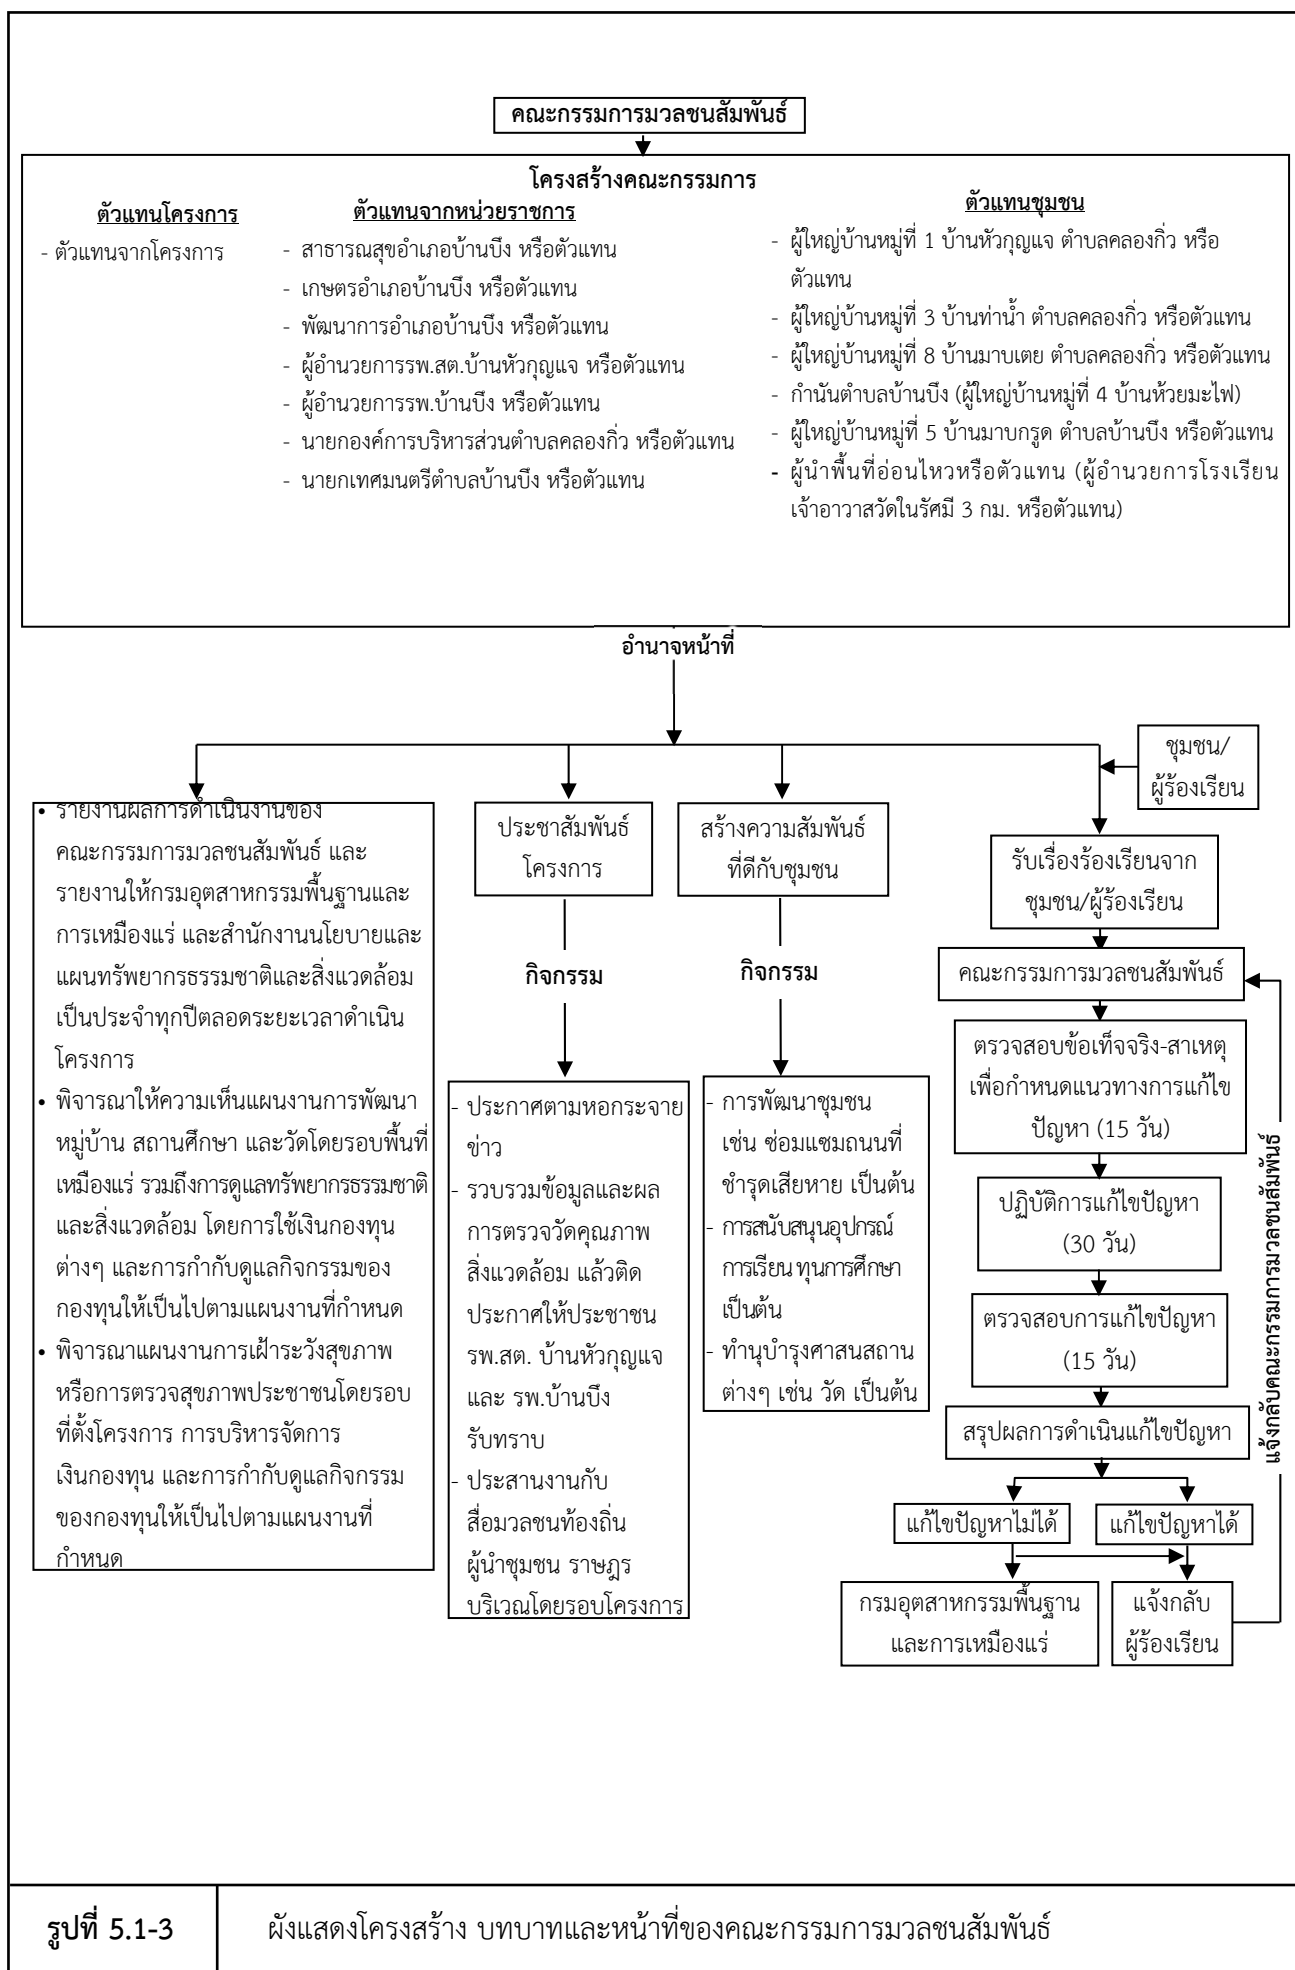 คณะกรรมการมวลชนสัมพันธ์
โครงสร้างคณะกรรมการ
ตัวแทนโครงการ
- ตัวแทนจากโครงการ
ตัวแทนจากหน่วยราชการ
- สาธารณสุขอำเภอบ้านบึง หรือตัวแทน
- เกษตรอำเภอบ้านบึง หรือตัวแทน
- พัฒนาการอำเภอบ้านบึง หรือตัวแทน
- ผู้อำนวยการรพ.สต.บ้านหัวกุญแจ หรือตัวแทน
- ผู้อำนวยการรพ.บ้านบึง หรือตัวแทน
- นายกองค์การบริหารส่วนตำบลคลองกิ่ว หรือตัวแทน
- นายกเทศมนตรีตำบลบ้านบึง หรือตัวแทน
ตัวแทนชุมชน
- ผู้ใหญ่บ้านหมู่ที่ 1 บ้านหัวกุญแจ ตำบลคลองกิ่ว หรือ
ตัวแทน
- ผู้ใหญ่บ้านหมู่ที่ 3 บ้านท่าน้ำ ตำบลคลองกิ่ว หรือตัวแทน
- ผู้ใหญ่บ้านหมู่ที่ 8 บ้านมาบเตย ตำบลคลองกิ่ว หรือตัวแทน
- กำนันตำบลบ้านบึง (ผู้ใหญ่บ้านหมู่ที่ 4 บ้านห้วยมะไฟ)
- ผู้ใหญ่บ้านหมู่ที่ 5 บ้านมาบกรูด ตำบลบ้านบึง หรือตัวแทน
- ผู้นำพื้นที่อ่อนไหวหรือตัวแทน (ผู้อำนวยการโรงเรียน
เจ้าอาวาสวัดในรัศมี 3 กม. หรือตัวแทน)
อำนาจหน้าที่
• รายงานผลการดำเนินงานของ
คณะกรรมการมวลชนสัมพันธ์ และ
รายงานให้กรมอุตสาหกรรมพื้นฐานและ
การเหมืองแร่ และสำนักงานนโยบายและ
แผนทรัพยากรธรรมชาติและสิ่งแวดล้อม
เป็นประจำทุกปีตลอดระยะเวลาดำเนิน
โครงการ
• พิจารณาให้ความเห็นแผนงานการพัฒนา
หมู่บ้าน สถานศึกษา และวัดโดยรอบพื้นที่
เหมืองแร่ รวมถึงการดูแลทรัพยากรธรรมชาติ
และสิ่งแวดล้อม โดยการใช้เงินกองทุน
ต่างๆ และการกำกับดูแลกิจกรรมของ
กองทุนให้เป็นไปตามแผนงานที่กำหนด
• พิจารณาแผนงานการเฝ้าระวังสุขภาพ
หรือการตรวจสุขภาพประชาชนโดยรอบ
ที่ตั้งโครงการ การบริหารจัดการ
เงินกองทุน และการกำกับดูแลกิจกรรม
ของกองทุนให้เป็นไปตามแผนงานที่
กำหนด
ประชาสัมพันธ์
โครงการ
กิจกรรม
- ประกาศตามหอกระจาย
ข่าว
- รวบรวมข้อมูลและผล
การตรวจวัดคุณภาพ
สิ่งแวดล้อม แล้วติด
ประกาศให้ประชาชน
รพ.สต. บ้านหัวกุญแจ
และ รพ.บ้านบึง
รับทราบ
- ประสานงานกับ
สื่อมวลชนท้องถิ่น
ผู้นำชุมชน ราษฎร
บริเวณโดยรอบโครงการ
สร้างความสัมพันธ์
ที่ดีกับชุมชน
กิจกรรม
- การพัฒนาชุมชน
เช่น ซ่อมแซมถนนที่
ชำรุดเสียหาย เป็นต้น
- การสนับสนุนอุปกรณ์
การเรียน ทุนการศึกษา
เป็นต้น
- ทำนุบำรุงศาสนสถาน
ต่างๆ เช่น วัด เป็นต้น
ชุมชน/
ผู้ร้องเรียน
รับเรื่องร้องเรียนจาก
ชุมชน/ผู้ร้องเรียน
คณะกรรมการมวลชนสัมพันธ์
ตรวจสอบข้อเท็จจริง-สาเหตุ
เพื่อกำหนดแนวทางการแก้ไข
ปัญหา (15 วัน)
ปฏิบัติการแก้ไขปัญหา
(30 วัน)
ตรวจสอบการแก้ไขปัญหา
(15 วัน)
สรุปผลการดำเนินแก้ไขปัญหา
แก้ไขปัญหาไม่ได้
แก้ไขปัญหาได้
กรมอุตสาหกรรมพื้นฐาน
และการเหมืองแร่
แจ้งกลับ
ผู้ร้องเรียน
แจ้งกลับคณะกรรมการมวลชนสัมพันธ์
รูปที่ 5.1-3
ผังแสดงโครงสร้าง บทบาทและหน้าที่ของคณะกรรมการมวลชนสัมพันธ์